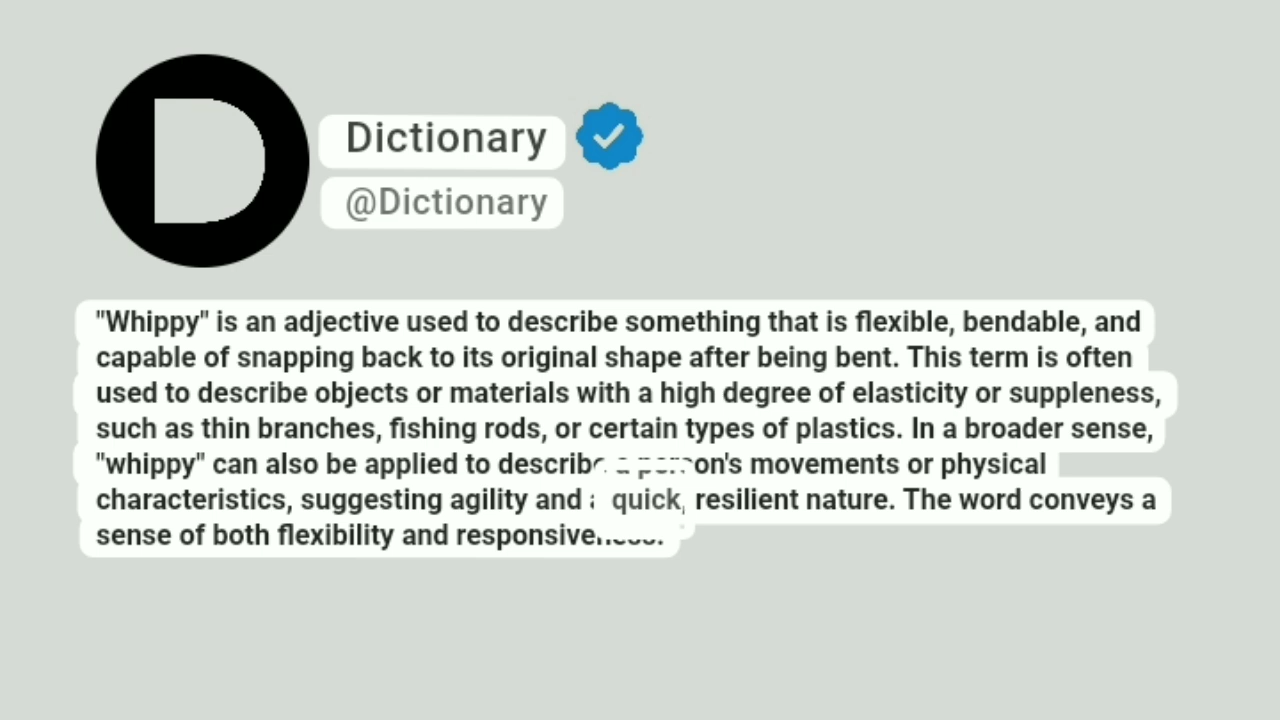 D
Dictionary
@Dictionary
"Whippy" is an adjective used to describe something that is flexible, bendable, and
capable of snapping back to its original shape after being bent. This term is often
used to describe objects or materials with a high degree of elasticity or suppleness,
such as thin branches, fishing rods, or certain types of plastics. In a broader sense,
"whippy" can also be applied to describe a person's movements or physical
characteristics, suggesting agility and a quick, resilient nature. The word conveys a
sense of both flexibility and responsiveness.